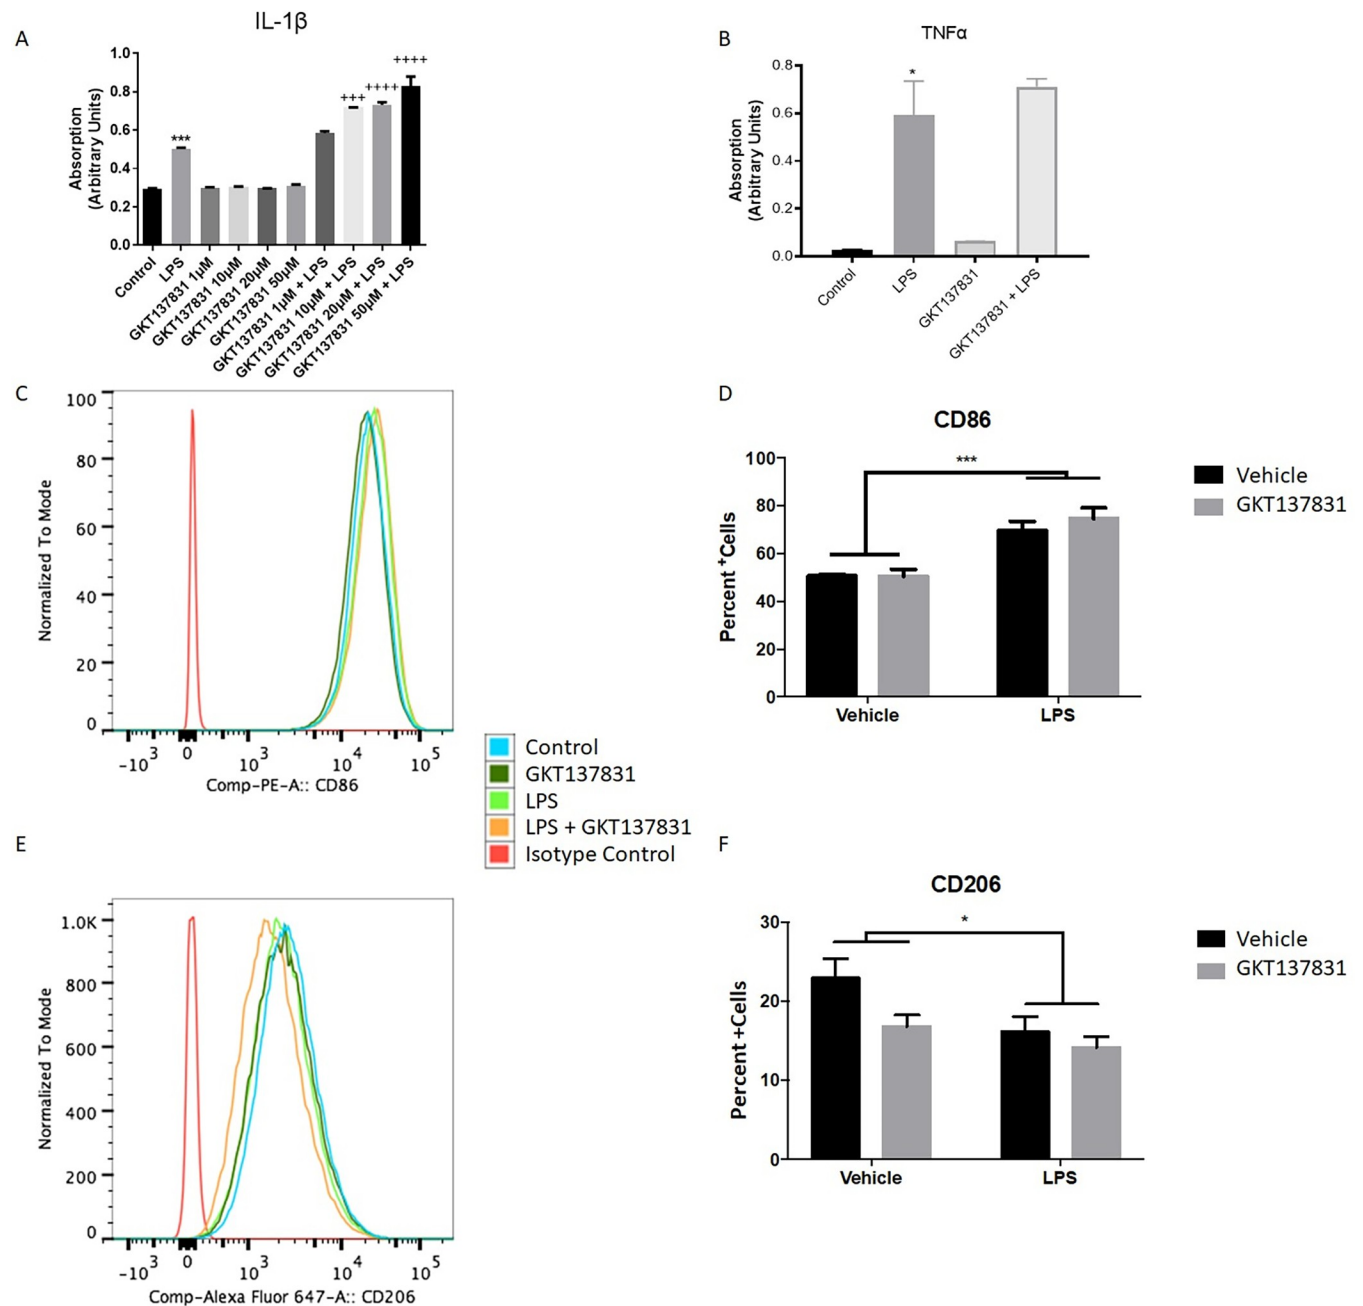 A
IL-1β
1.0
0.8
0.6
0.4
0.2
0.0
Absorption
(Arbitrary Units)
***
+++
++++
++++
Control
LPS
GKT137831 1µM
GKT137831 10µM
GKT137831 20µM
GKT137831 50µM
GKT137831 1µM + LPS
GKT137831 10µM + LPS
GKT137831 20µM + LPS
GKT137831 50µM + LPS
B
TNFα
0.8
0.6
0.4
0.2
0.0
Absorption
(Arbitrary Units)
*
Control
LPS
GKT137831
GKT137831 + LPS
C
100
80
60
40
20
0
Normalized To Mode
-10³ 0 10³ 10⁴ 10⁵
Comp-PE-A:: CD86
Control
GKT137831
LPS
LPS + GKT137831
Isotype Control
D
CD86
100
80
60
40
20
0
Percent ⁺Cells
***
Vehicle LPS
Vehicle
GKT137831
E
1.0K
800
600
400
200
0
Normalized To Mode
-10³ 0 10³ 10⁴ 10⁵
Comp-Alexa Fluor 647-A:: CD206
F
CD206
30
20
10
0
Percent +Cells
*
Vehicle LPS
Vehicle
GKT137831